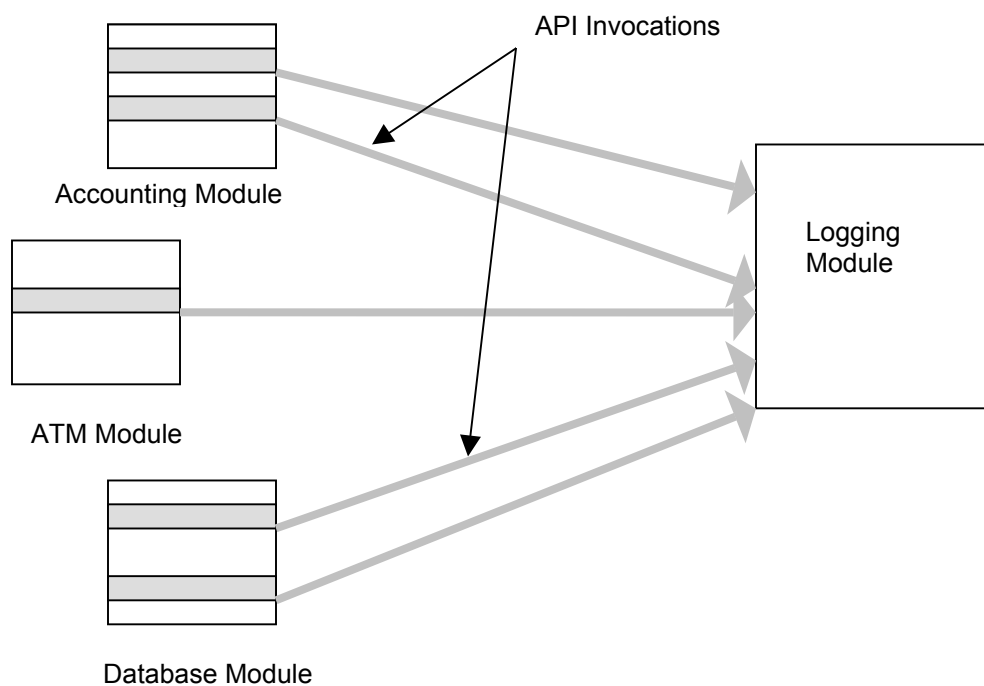 API Invocations
Accounting Module
Logging
Module
ATM Module
Database Module